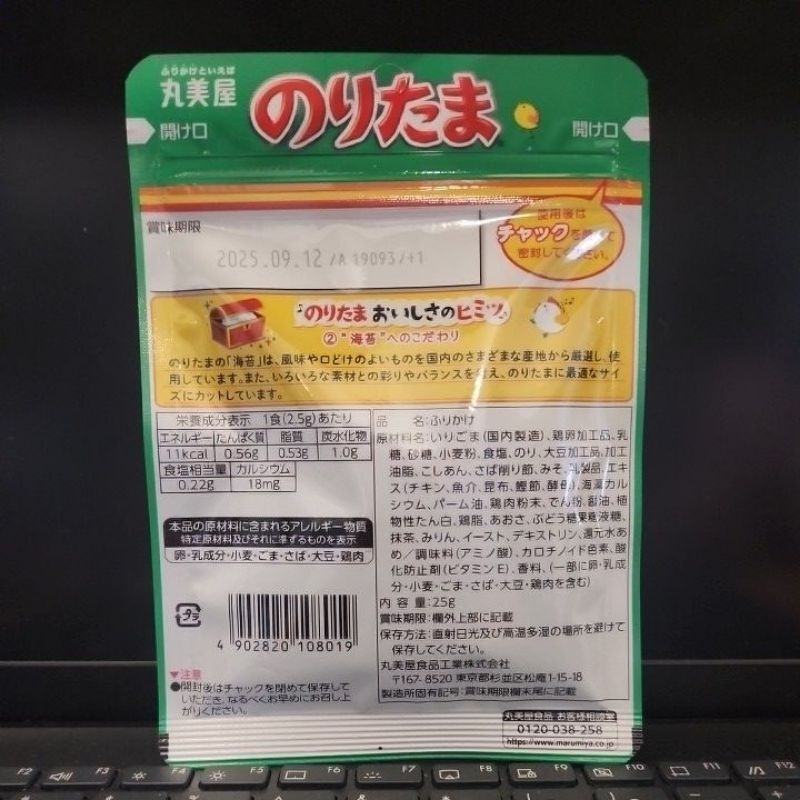 ふりかけといえば
丸美屋
のりたま
開け口
開け口
賞味期限
2025.09.12 /A 19093/+1
使用後は
チャックを
密封してください。
のりたま おいしさのヒミツ
②“海苔”へのこだわり
のりたまの「海苔」は、風味や口どけのよいものを国内のさまざまな産地から厳選し、使
用しています。また、いろいろな素材との彩りやバランスを考え、のりたまに最適なサイ
ズにカットしています。
栄養成分表示 1食(2.5g)あたり
エネルギー たんぱく質 脂質 炭水化物
11kcal 0.56g 0.53g 1.0g
食塩相当量 カルシウム
0.22g 18mg
本品の原材料に含まれるアレルギー物質
特定原材料及びそれに準ずるものを表示
卵・乳成分・小麦・ごま・さば・大豆・鶏肉
プラ
4 902820 108019
▼注意
●開封後はチャックを閉めて保存して
いただき、なるべくお早めにお召し上
がりください。
品 名:ふりかけ
原材料名:いりごま(国内製造)、鶏卵加工品、乳
糖、砂糖、小麦粉、食塩、のり、大豆加工品、加工
油脂、こしあん、さば削り節、みそ、乳製品、エキ
ス(チキン、魚介、昆布、鰹節、酵母)、海藻カル
シウム、パーム油、鶏肉粉末、でん粉、醤油、植
物性たん白、鶏脂、あおさ、ぶどう糖果糖液糖、
抹茶、みりん、イースト、デキストリン、還元水あ
め/調味料(アミノ酸)、カロチノイド色素、酸
化防止剤(ビタミンE)、香料、(一部に卵・乳成
分・小麦・ごま・さば・大豆・鶏肉を含む)
内 容 量:25g
賞味期限:欄外上部に記載
保存方法:直射日光及び高温多湿の場所を避けて
保存してください。
丸美屋食品工業株式会社
〒167-8520 東京都杉並区松庵1-15-18
製造所固有記号:賞味期限欄末尾に記載
丸美屋食品 お客様相談室
0120-038-258
https://www.marumiya.co.jp
F2 F3 F4 F5 F6 F7 F8 F9 F10 F11 F12